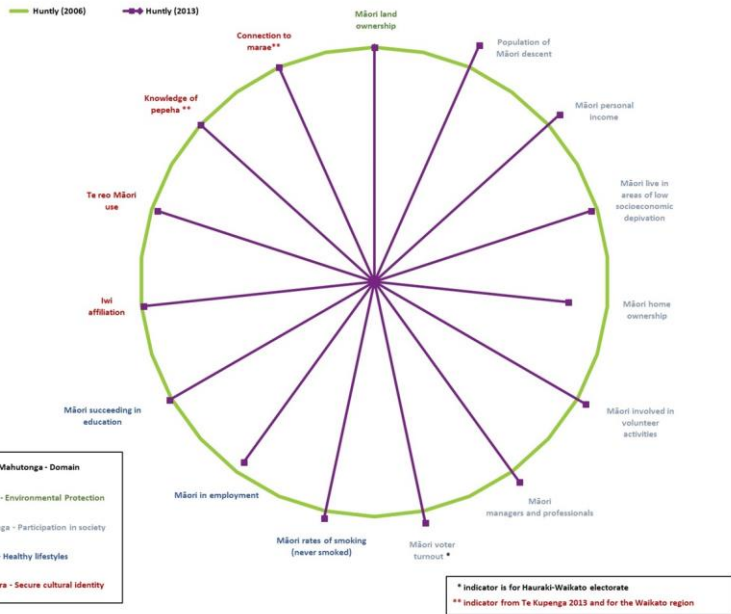 Huntly (2006)
Huntly (2013)
Māori land
ownership
Population of
Māori descent
Māori personal
income
Māori live in
areas of low
socioeconomic
depivation
Māori home
ownership
Māori involved in
volunteer
activities
Māori
managers and professionals
Māori voter
turnout *
Māori rates of smoking
(never smoked)
Māori in employment
Māori succeeding in
education
Iwi
affiliation
Te reo Māori
use
Knowledge of
pepeha **
Connection to
marae**
Mahutonga - Domain
- Environmental Protection
ga - Participation in society
- Healthy lifestyles
ra - Secure cultural identity
* indicator is for Hauraki-Waikato electorate
** indicator from Te Kupenga 2013 and for the Waikato region